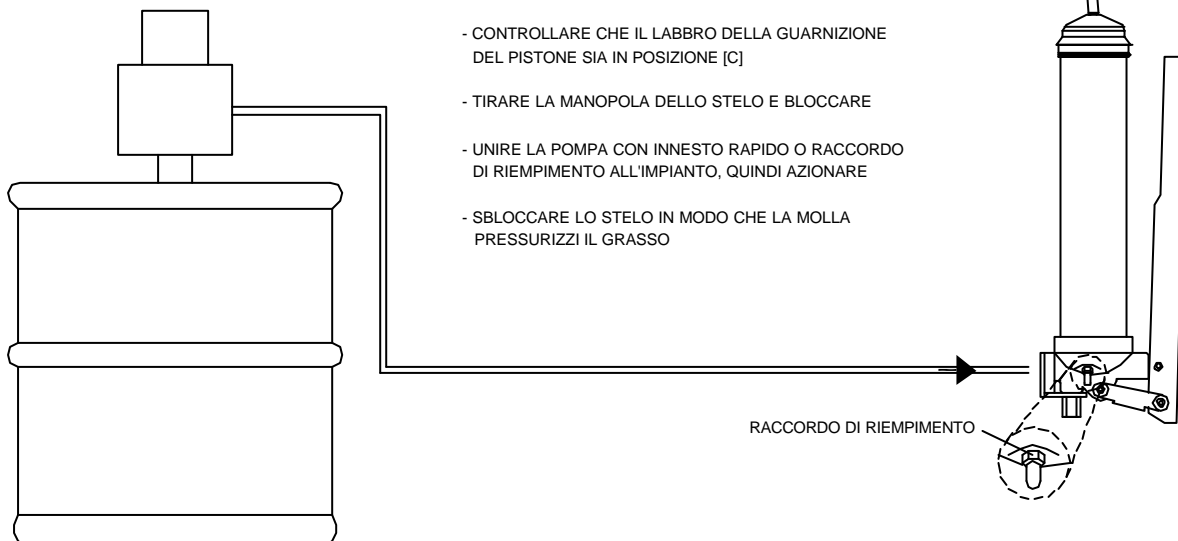 - CONTROLLARE CHE IL LABBRO DELLA GUARNIZIONE
DEL PISTONE SIA IN POSIZIONE [C]
- TIRARE LA MANOPOLA DELLO STELO E BLOCCARE
- UNIRE LA POMPA CON INNESTO RAPIDO O RACCORDO
DI RIEMPIMENTO ALL'IMPIANTO, QUINDI AZIONARE
- SBLOCCARE LO STELO IN MODO CHE LA MOLLA
PRESSURIZZI IL GRASSO
RACCORDO DI RIEMPIMENTO